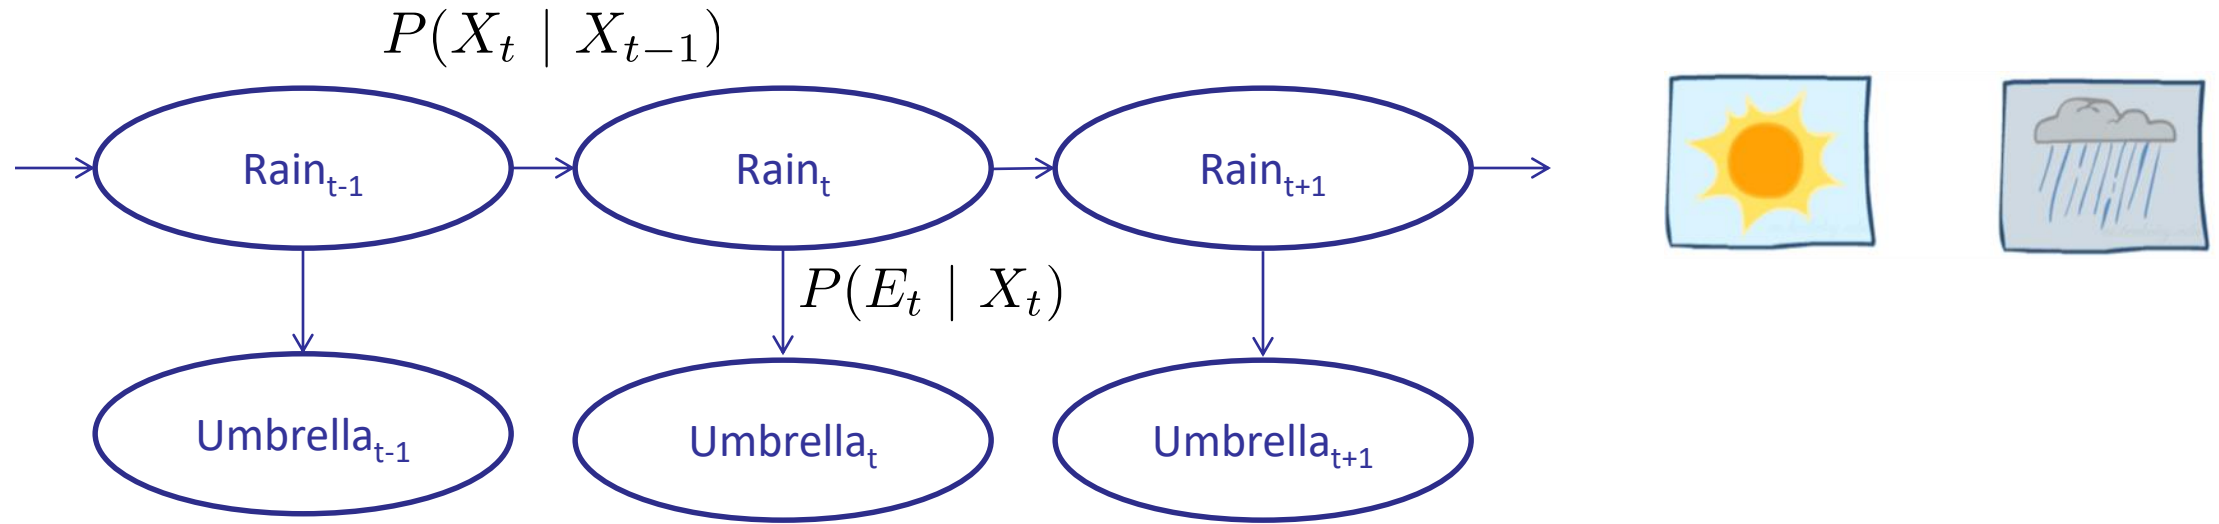 P(X_t | X_{t-1})
Rain_{t-1}
Rain_t
Rain_{t+1}
P(E_t | X_t)
Umbrella_{t-1}
Umbrella_t
Umbrella_{t+1}